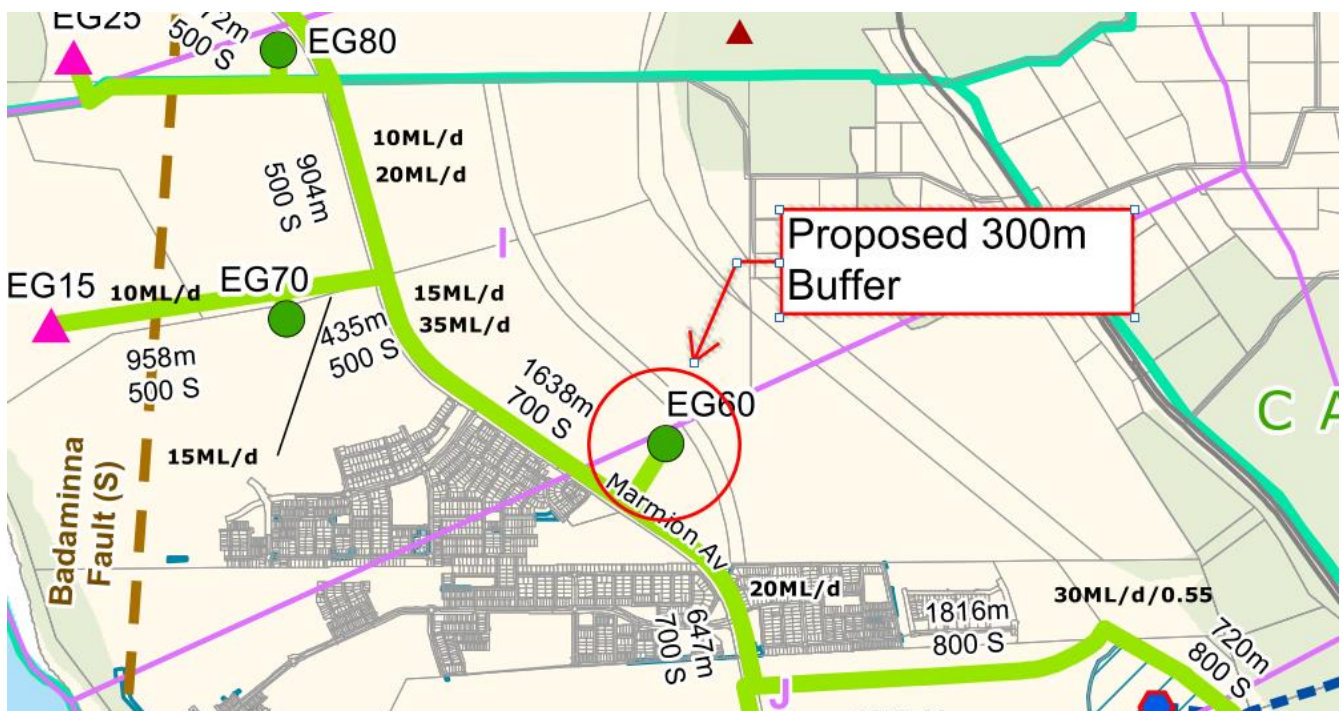 EG25
72m
500 S
EG80
10ML/d
20ML/d
904m
500 S
I
Proposed 300m
Buffer
EG15
10ML/d
EG70
15ML/d
35ML/d
435m
500 S
958m
500 S
1638m
700 S
EG60
C A
15ML/d
Badaminna
Fault (S)
Marmion Av
20ML/d
647m
700 S
1816m
800 S
30ML/d/0.55
720m
800 S
J